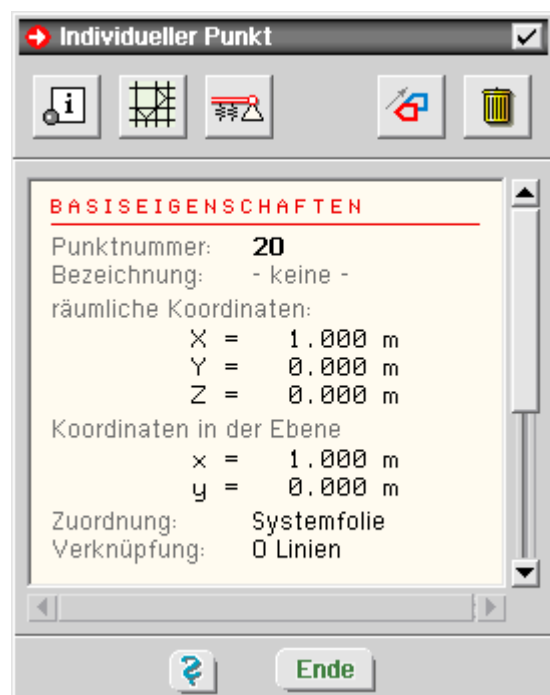 Individueller Punkt
i
BASISEIGENSCHAFTEN
Punktnummer: 20
Bezeichnung: - keine -
räumliche Koordinaten:
X = 1.000 m
Y = 0.000 m
Z = 0.000 m
Koordinaten in der Ebene
x = 1.000 m
y = 0.000 m
Zuordnung: Systemfolie
Verknüpfung: 0 Linien
? Ende